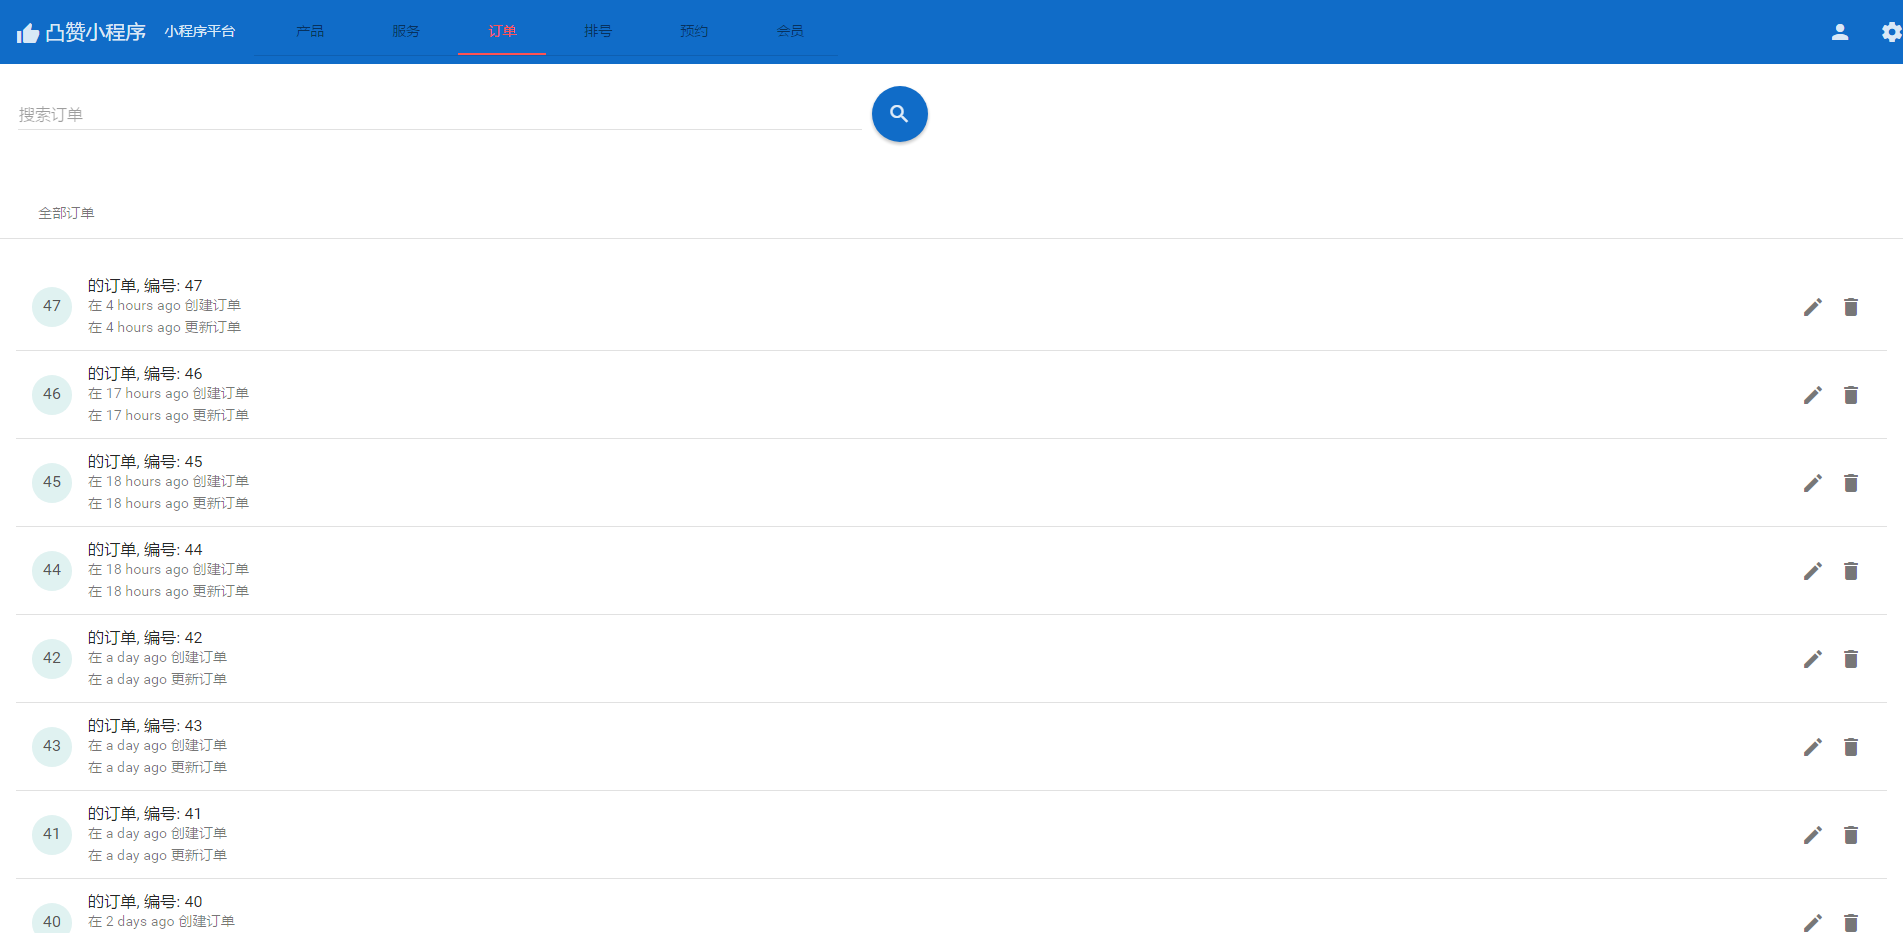 凸赞小程序 小程序平台 产品 服务 订单 排号 预约 会员
搜索订单
全部订单
47
的订单, 编号: 47
在 4 hours ago 创建订单
在 4 hours ago 更新订单
46
的订单, 编号: 46
在 17 hours ago 创建订单
在 17 hours ago 更新订单
45
的订单, 编号: 45
在 18 hours ago 创建订单
在 18 hours ago 更新订单
44
的订单, 编号: 44
在 18 hours ago 创建订单
在 18 hours ago 更新订单
42
的订单, 编号: 42
在 a day ago 创建订单
在 a day ago 更新订单
43
的订单, 编号: 43
在 a day ago 创建订单
在 a day ago 更新订单
41
的订单, 编号: 41
在 a day ago 创建订单
在 a day ago 更新订单
40
的订单, 编号: 40
在 2 days ago 创建订单